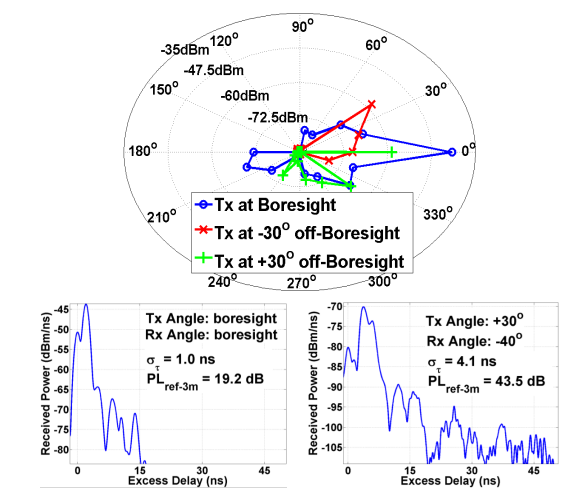 90°
120°
60°
-35dBm
-47.5dBm
150°
30°
-60dBm
-72.5dBm
180°
0°
210°
330°
Tx at Boresight
Tx at -30° off-Boresight
Tx at +30° off-Boresight
240°
270°
300°
Received Power (dBm/ns)
-45
-50
-55
-60
-65
-70
-75
-80
Tx Angle: boresight
Rx Angle: boresight
στ = 1.0 ns
PLref-3m = 19.2 dB
0 15 30 45
Excess Delay (ns)
Received Power (dBm/ns)
-70
-75
-80
-85
-90
-95
-100
-105
Tx Angle: +30°
Rx Angle: -40°
στ = 4.1 ns
PLref-3m = 43.5 dB
0 15 30 45
Excess Delay (ns)